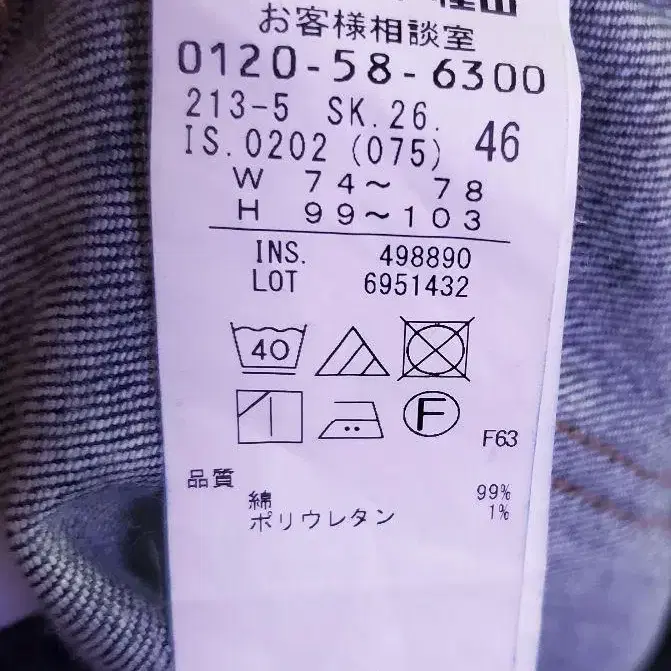 お客様相談室
0120-58-6300
213-5 SK.26.
IS.0202 (075) 46
W 74～ 78
H 99～103
INS. 498890
LOT 6951432
40
F
F63
品質
綿 99%
ポリウレタン 1%